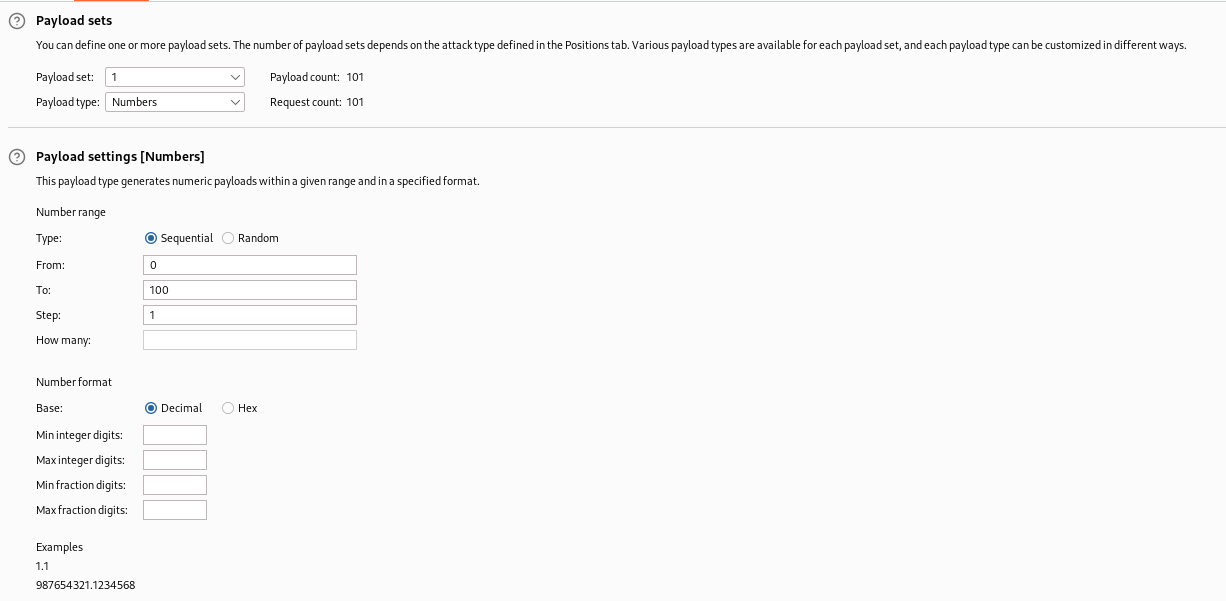 Payload sets
You can define one or more payload sets. The number of payload sets depends on the attack type defined in the Positions tab. Various payload types are available for each payload set, and each payload type can be customized in different ways.
Payload set: 1 Payload count: 101
Payload type: Numbers Request count: 101
Payload settings [Numbers]
This payload type generates numeric payloads within a given range and in a specified format.
Number range
Type: Sequential Random
From: 0
To: 100
Step: 1
How many:
Number format
Base: Decimal Hex
Min integer digits:
Max integer digits:
Min fraction digits:
Max fraction digits:
Examples
1.1
987654321.1234568